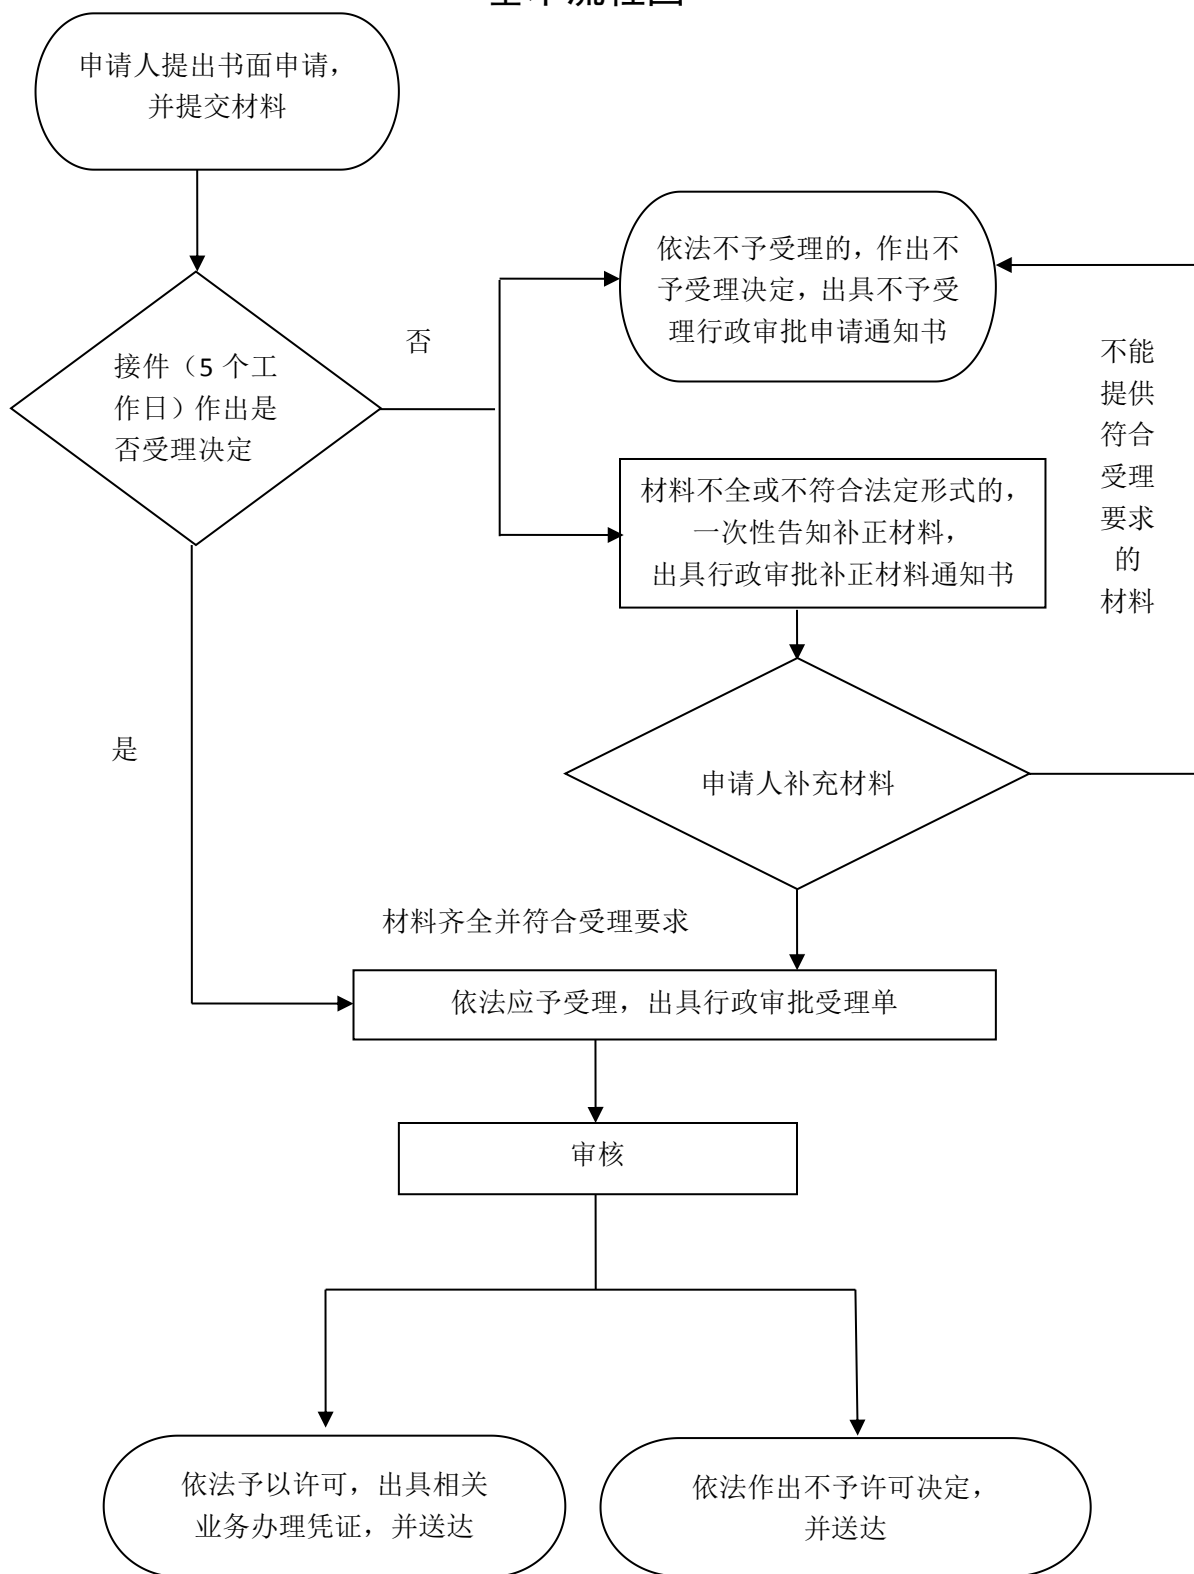 基本流程图
申请人提出书面申请，
并提交材料
依法不予受理的，作出不
予受理决定，出具不予受
理行政审批申请通知书
否
接件（5 个工
作日）作出是
否受理决定
不能
提供
符合
受理
要求
的
材料
材料不全或不符合法定形式的，
一次性告知补正材料，
出具行政审批补正材料通知书
是
申请人补充材料
材料齐全并符合受理要求
依法应予受理，出具行政审批受理单
审核
依法予以许可，出具相关
业务办理凭证，并送达
依法作出不予许可决定，
并送达